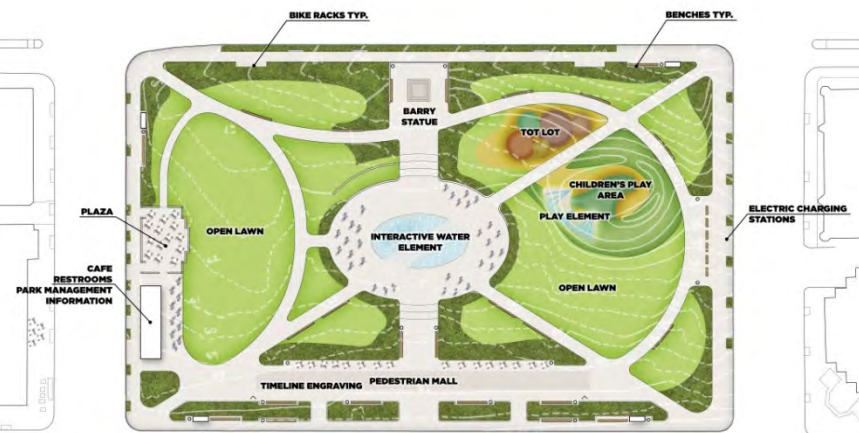 BIKE RACKS TYP.
BENCHES TYP.
BARRY
STATUE
TOT LOT
CHILDREN'S PLAY
AREA
PLAY ELEMENT
ELECTRIC CHARGING
STATIONS
PLAZA
OPEN LAWN
INTERACTIVE WATER
ELEMENT
CAFE
RESTROOMS
PARK MANAGEMENT
INFORMATION
OPEN LAWN
TIMELINE ENGRAVING
PEDESTRIAN MALL